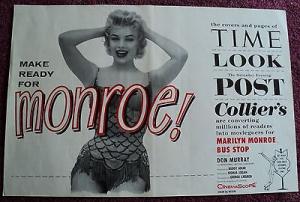 MAKE
READY
FOR
monroe!
the covers and pages of
TIME
LOOK
The Saturday Evening
POST
Collier's
are converting
millions of readers
into moviegoers for
MARILYN MONROE
BUS STOP
DON MURRAY
CINEMASCOPE